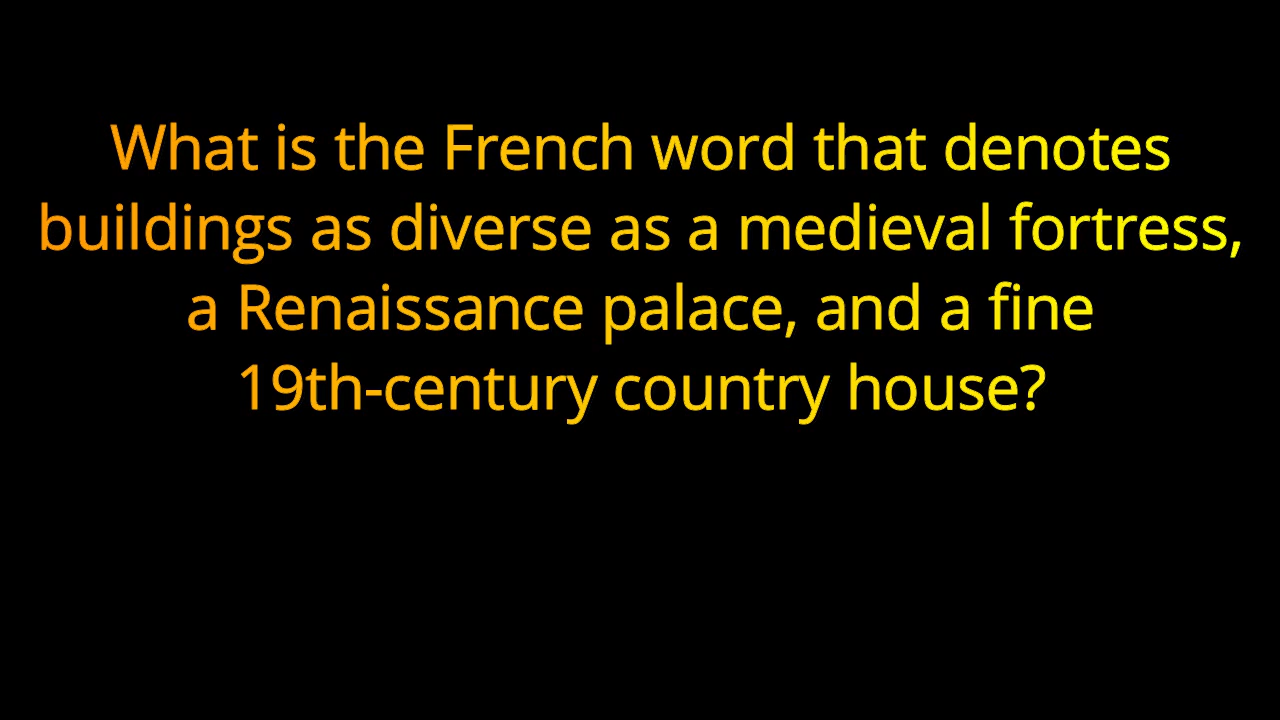 What is the French word that denotes
buildings as diverse as a medieval fortress,
a Renaissance palace, and a fine
19th-century country house?